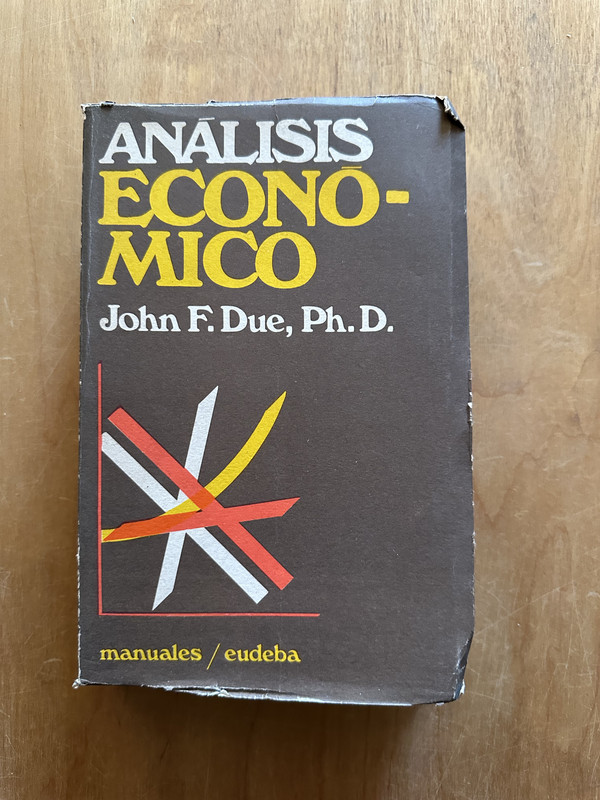 ANÁLISIS
ECONÓ-
MICO
John F. Due, Ph.D.
manuales / eudeba